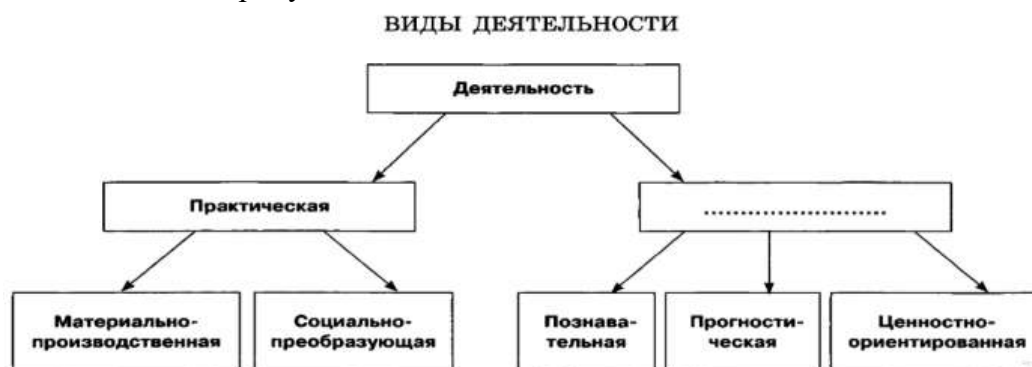 ВИДЫ ДЕЯТЕЛЬНОСТИ
Деятельность
Практическая
..........................
Материально-
производственная
Социально-
преобразующая
Познава-
тельная
Прогности-
ческая
Ценностно-
ориентированная